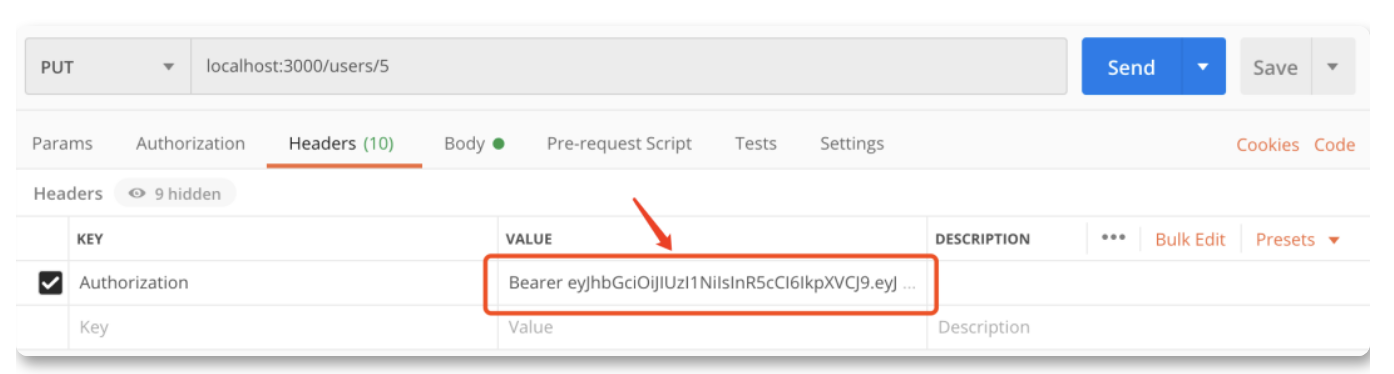 PUT localhost:3000/users/5 Send Save
Params Authorization Headers (10) Body Pre-request Script Tests Settings Cookies Code
Headers 9 hidden
KEY VALUE DESCRIPTION ••• Bulk Edit Presets
Authorization Bearer eyJhbGciOiJIUzI1NiIsInR5cCI6IkpXVCJ9.eyJ ...
Key Value Description